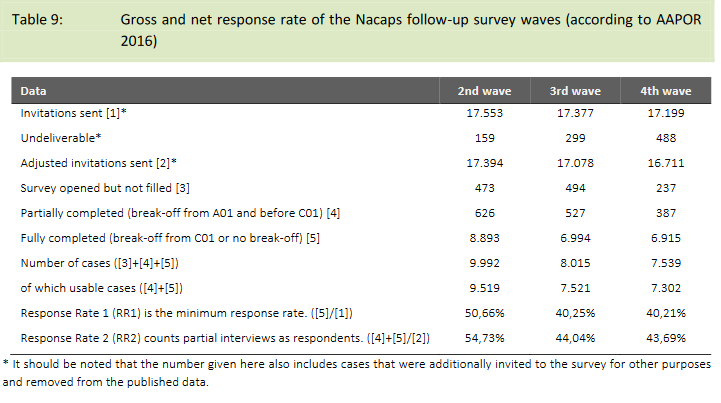 Table 9: Gross and net response rate of the Nacaps follow-up survey waves (according to AAPOR
2016)
Data 2nd wave 3rd wave 4th wave
Invitations sent [1]* 17.553 17.377 17.199
Undeliverable* 159 299 488
Adjusted invitations sent [2]* 17.394 17.078 16.711
Survey opened but not filled [3] 473 494 237
Partially completed (break-off from A01 and before C01) [4] 626 527 387
Fully completed (break-off from C01 or no break-off) [5] 8.893 6.994 6.915
Number of cases ([3]+[4]+[5]) 9.992 8.015 7.539
of which usable cases ([4]+[5]) 9.519 7.521 7.302
Response Rate 1 (RR1) is the minimum response rate. ([5]/[1]) 50,66% 40,25% 40,21%
Response Rate 2 (RR2) counts partial interviews as respondents. ([4]+[5]/[2]) 54,73% 44,04% 43,69%
* It should be noted that the number given here also includes cases that were additionally invited to the survey for other purposes
and removed from the published data.